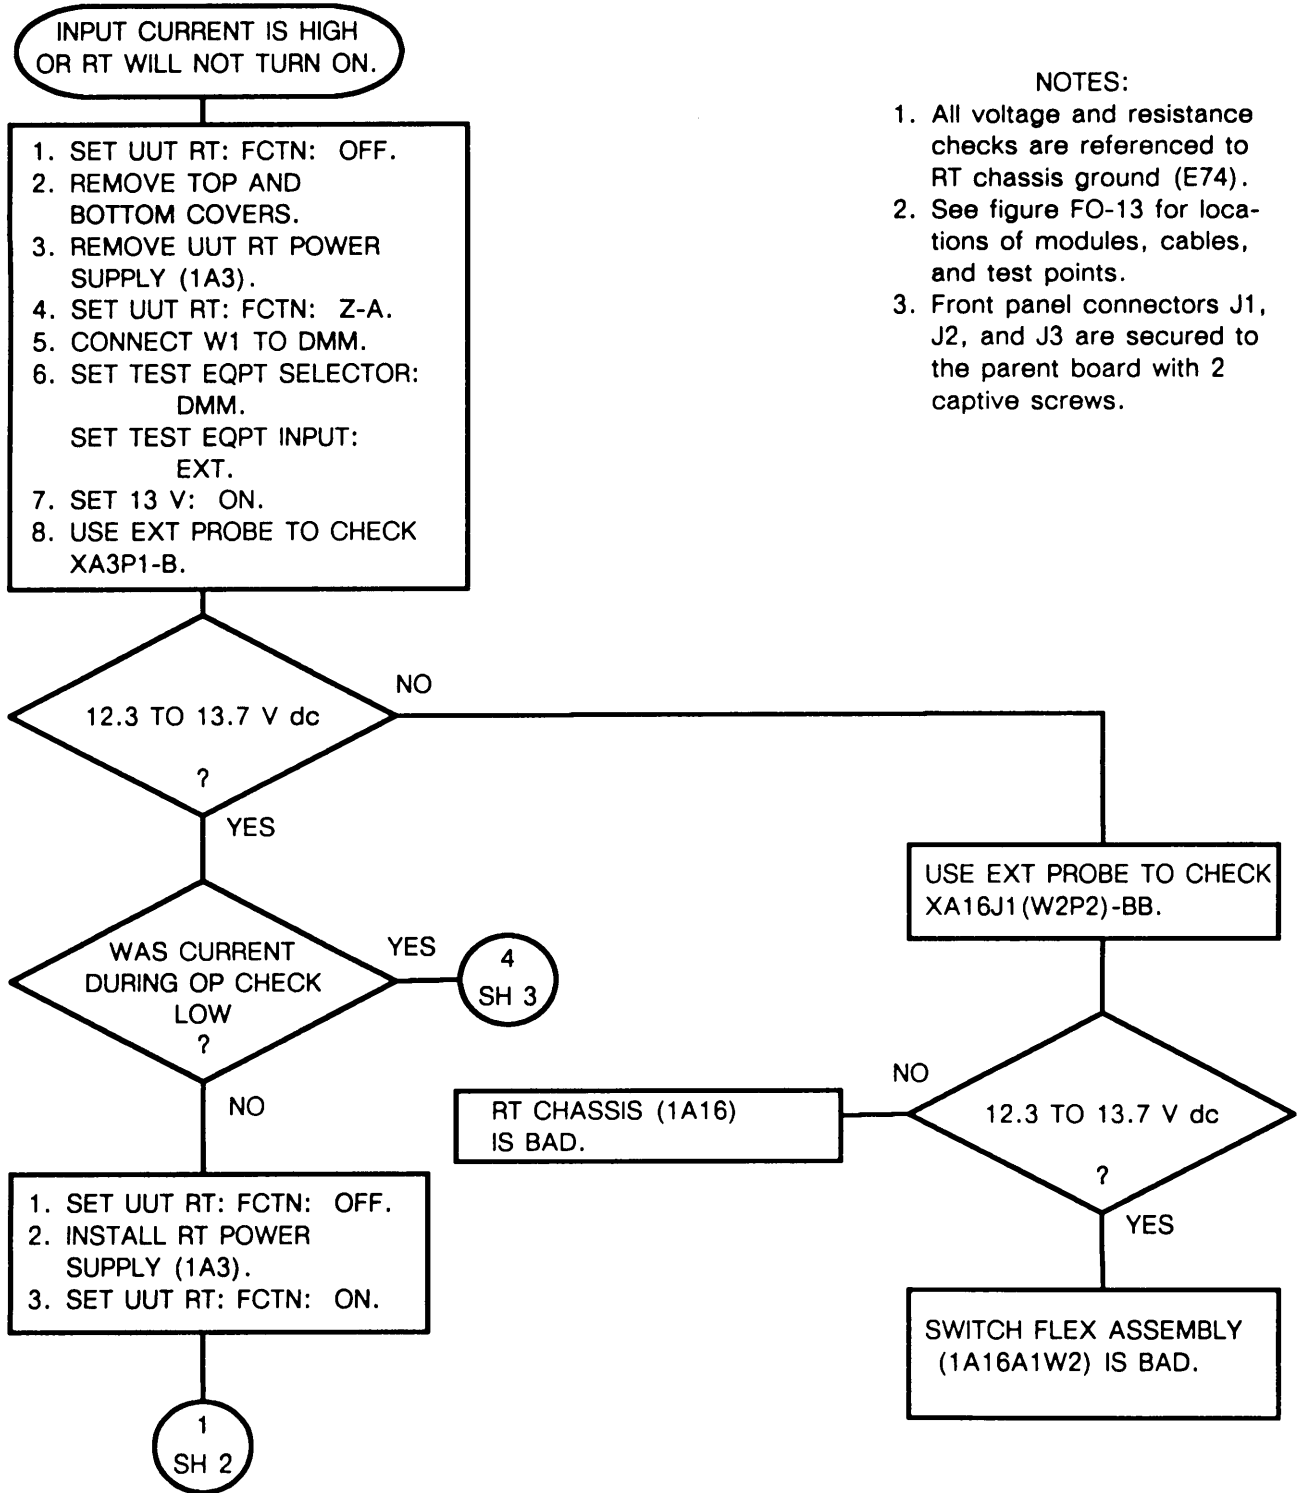 INPUT CURRENT IS HIGH
OR RT WILL NOT TURN ON.
1. SET UUT RT: FCTN: OFF.
2. REMOVE TOP AND
BOTTOM COVERS.
3. REMOVE UUT RT POWER
SUPPLY (1A3).
4. SET UUT RT: FCTN: Z-A.
5. CONNECT W1 TO DMM.
6. SET TEST EQPT SELECTOR:
DMM.
SET TEST EQPT INPUT:
EXT.
7. SET 13 V: ON.
8. USE EXT PROBE TO CHECK
XA3P1-B.
NOTES:
1. All voltage and resistance
checks are referenced to
RT chassis ground (E74).
2. See figure FO-13 for loca-
tions of modules, cables,
and test points.
3. Front panel connectors J1,
J2, and J3 are secured to
the parent board with 2
captive screws.
12.3 TO 13.7 V dc
?
NO
YES
WAS CURRENT
DURING OP CHECK
LOW
?
YES
4
SH 3
NO
1. SET UUT RT: FCTN: OFF.
2. INSTALL RT POWER
SUPPLY (1A3).
3. SET UUT RT: FCTN: ON.
1
SH 2
USE EXT PROBE TO CHECK
XA16J1(W2P2)-BB.
12.3 TO 13.7 V dc
?
NO
RT CHASSIS (1A16)
IS BAD.
YES
SWITCH FLEX ASSEMBLY
(1A16A1W2) IS BAD.